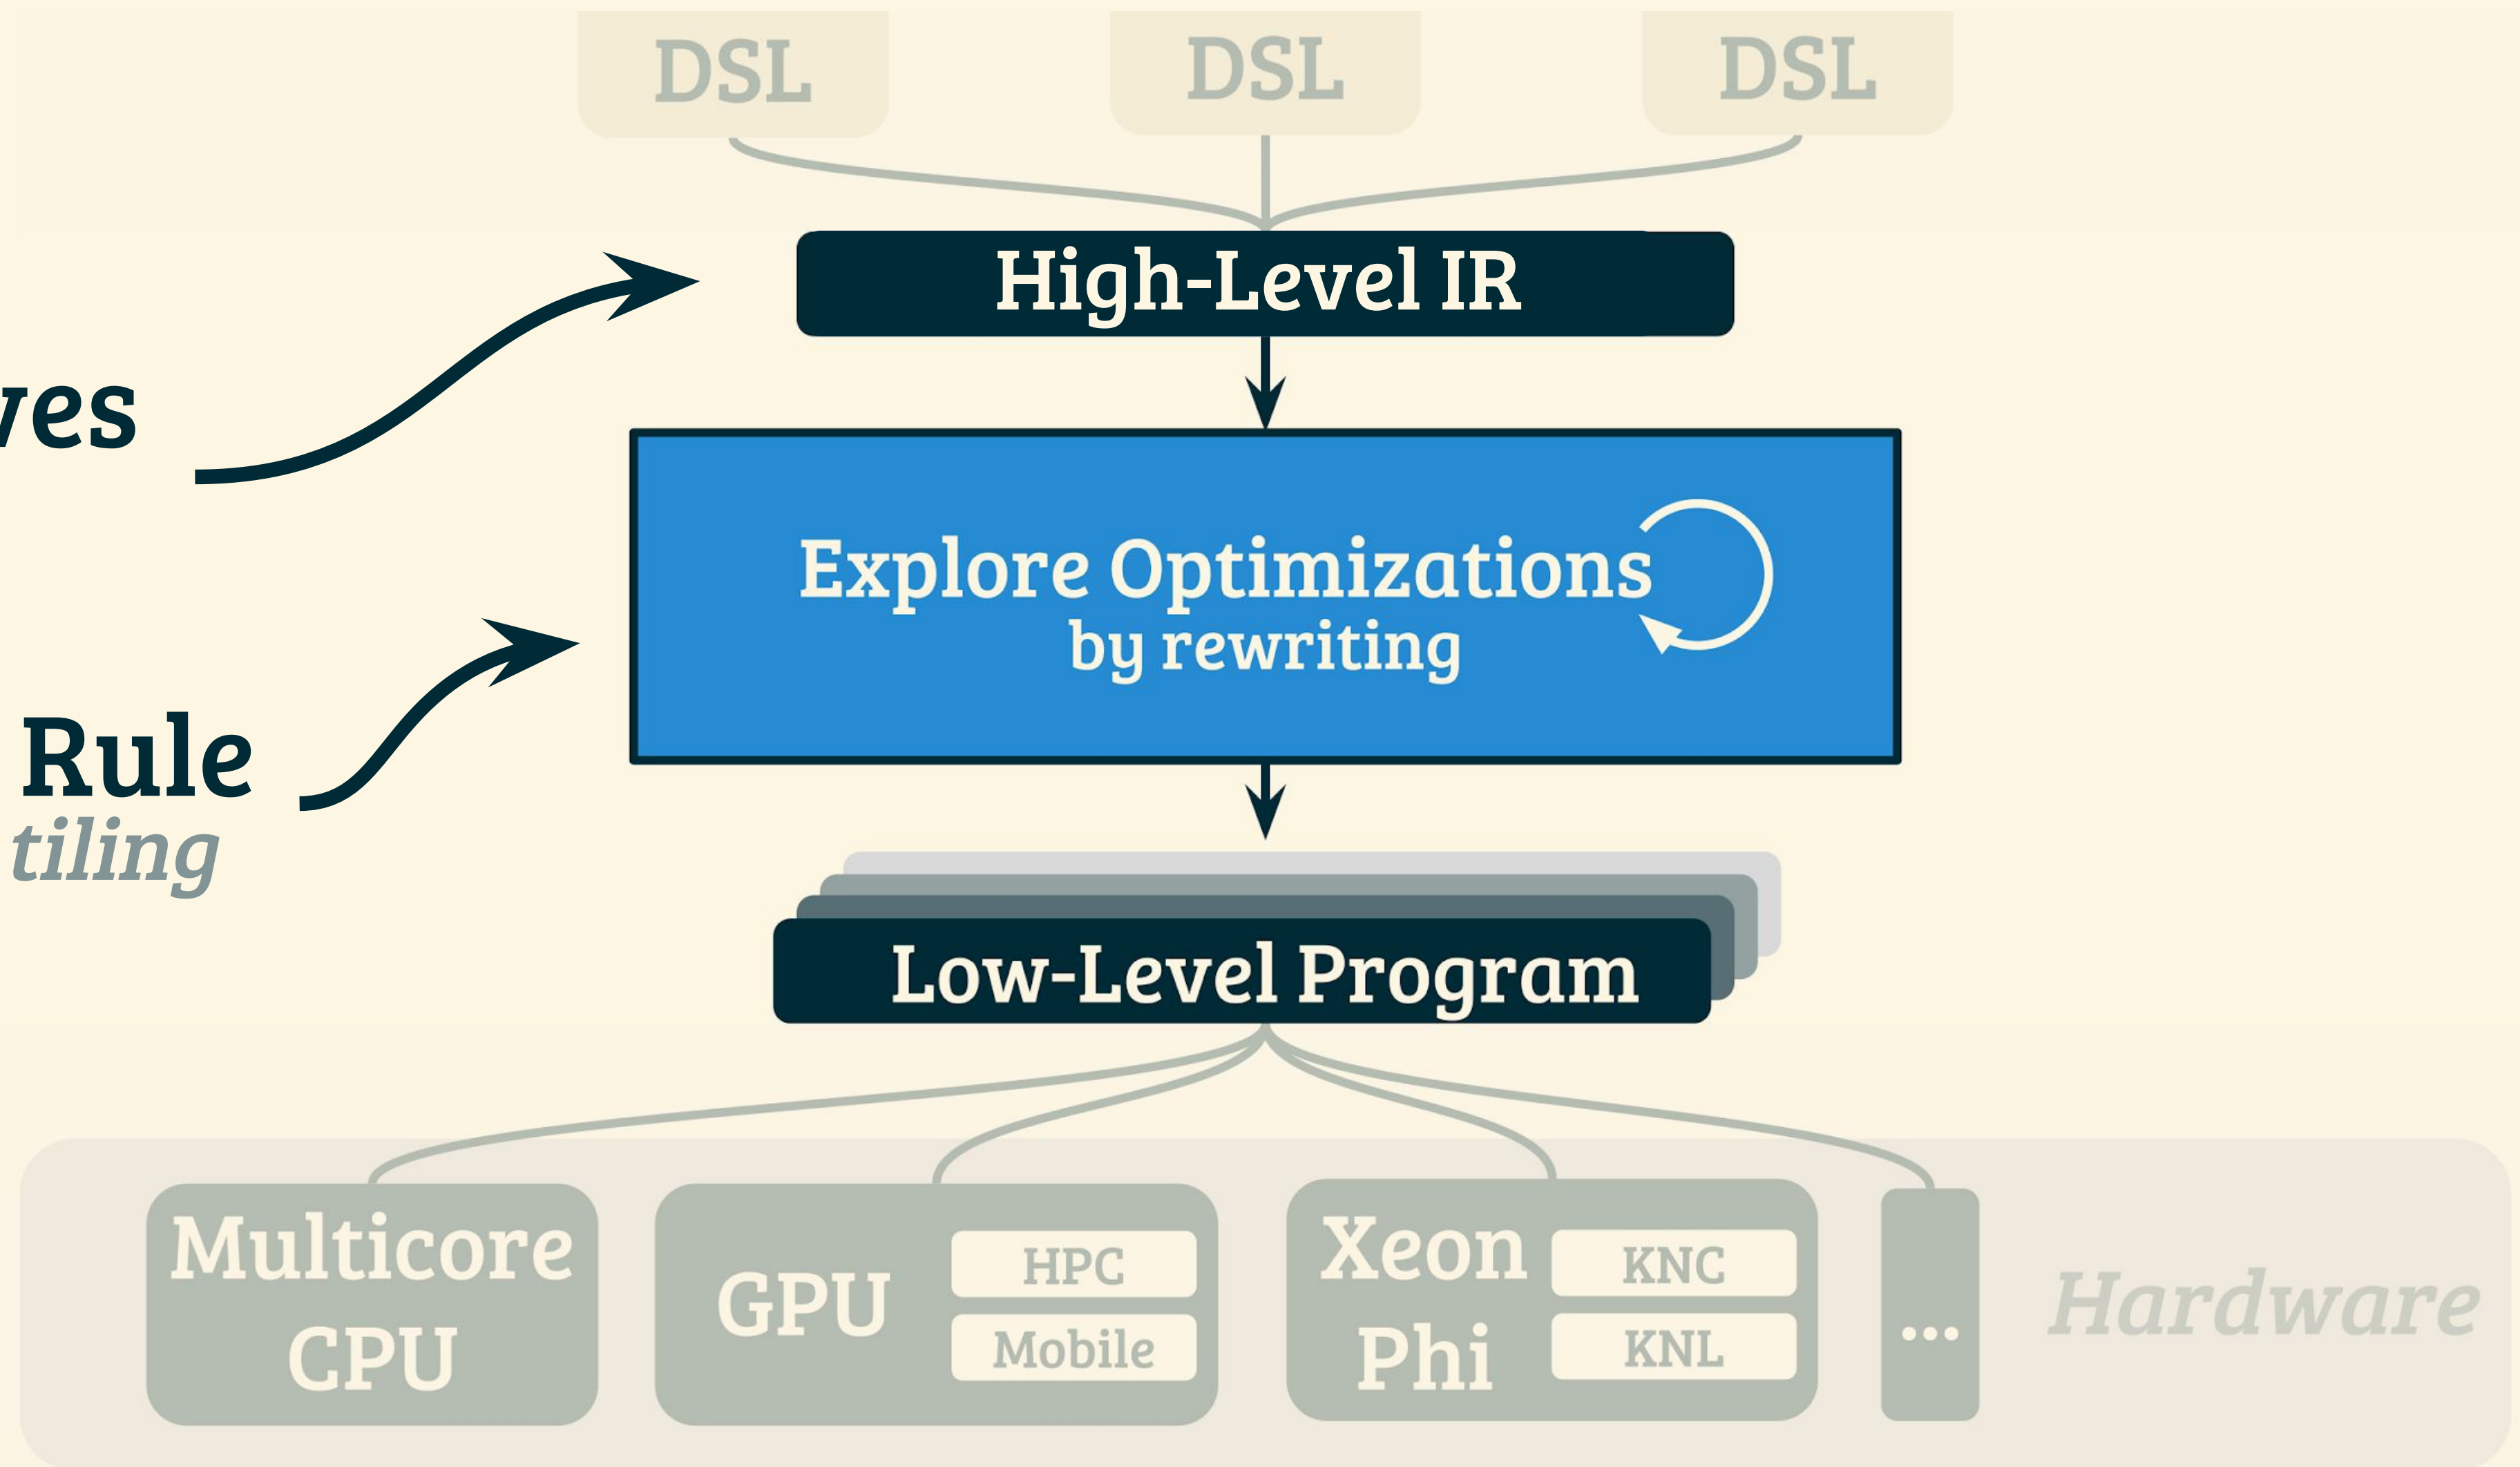 DSL
DSL
DSL
High-Level IR
ves
Explore Optimizations
by rewriting
Rule
tiling
Low-Level Program
Multicore
CPU
GPU
HPC
Mobile
Xeon
Phi
KNC
KNL
...
Hardware